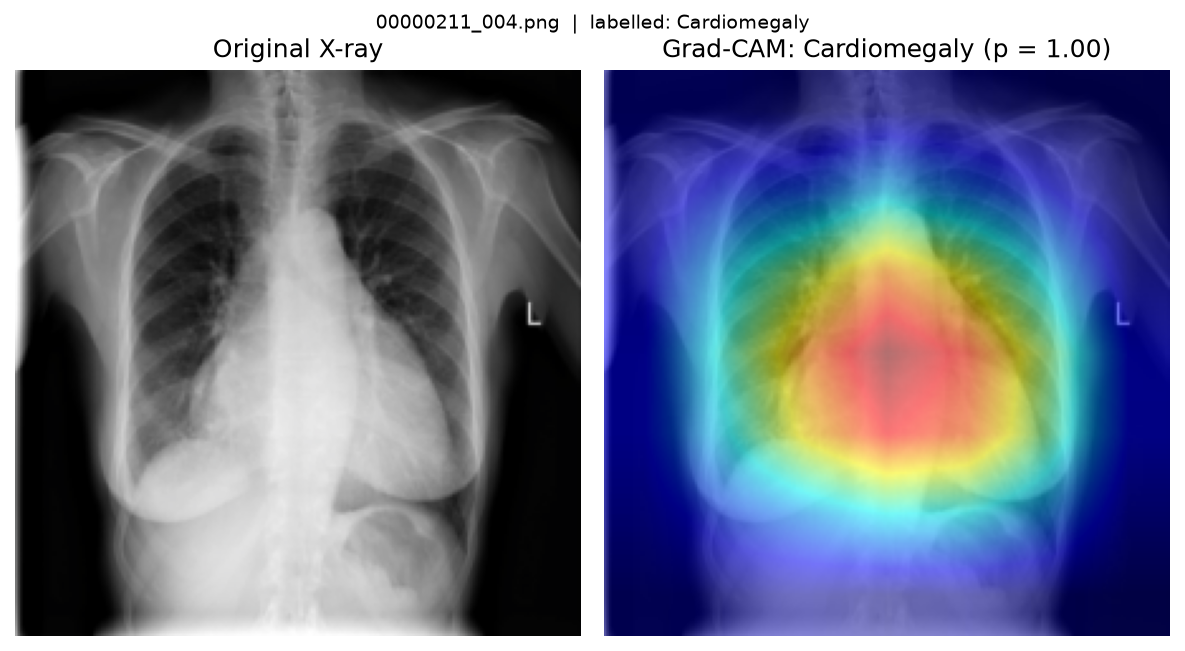 00000211_004.png | labelled: Cardiomegaly
Original X-ray
Grad-CAM: Cardiomegaly (p = 1.00)
L
L